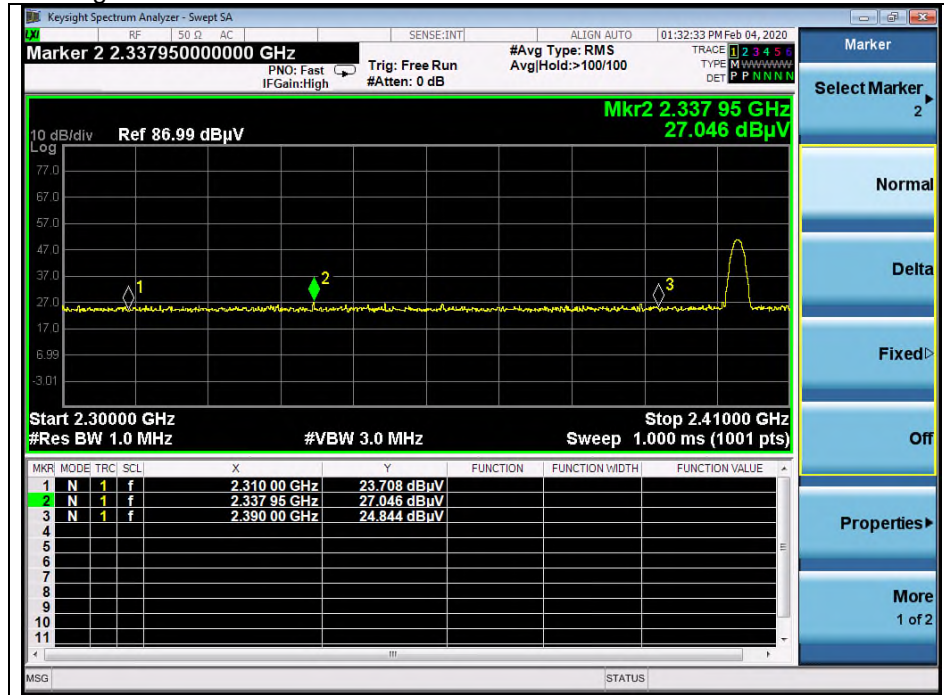 Keysight Spectrum Analyzer - Swept SA
LXI RF 50 Ω AC SENSE:INT ALIGN AUTO 01:32:33 PM Feb 04, 2020
Marker 2 2.337950000000 GHz
PNO: Fast
IFGain:High
Trig: Free Run
#Atten: 0 dB
#Avg Type: RMS
Avg|Hold:>100/100
TRACE 1 2 3 4 5 6
TYPE M WWWWW
DET P P N N N N
Mkr2 2.337 95 GHz
27.046 dBµV
10 dB/div Ref 86.99 dBµV
Log
77.0
67.0
57.0
47.0
37.0
27.0
17.0
6.99
-3.01
1
2
3
Start 2.30000 GHz Stop 2.41000 GHz
#Res BW 1.0 MHz #VBW 3.0 MHz Sweep 1.000 ms (1001 pts)
MKR MODE TRC SCL X Y FUNCTION FUNCTION WIDTH FUNCTION VALUE
1 N 1 f 2.310 00 GHz 23.708 dBµV
2 N 1 f 2.337 95 GHz 27.046 dBµV
3 N 1 f 2.390 00 GHz 24.844 dBµV
4
5
6
7
8
9
10
11
MSG STATUS
Marker
Select Marker
2
Normal
Delta
Fixed
Off
Properties
More
1 of 2